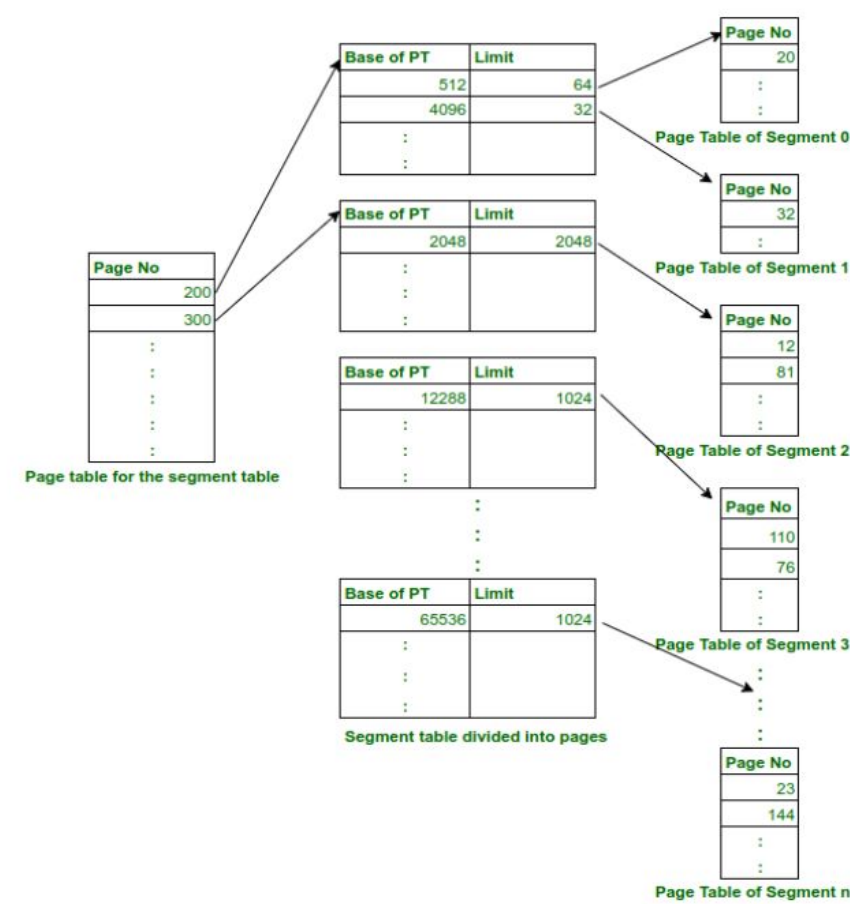 Page No
200
300
:
:
:
:
:
Page table for the segment table
Base of PT Limit
512 64
4096 32
:
:
Base of PT Limit
2048 2048
:
:
:
Base of PT Limit
12288 1024
:
:
:
:
:
:
Base of PT Limit
65536 1024
:
:
:
Segment table divided into pages
Page No
20
:
:
Page Table of Segment 0
Page No
32
:
Page Table of Segment 1
Page No
12
81
:
:
Page Table of Segment 2
Page No
110
76
:
:
Page Table of Segment 3
:
:
:
Page No
23
144
:
:
Page Table of Segment n